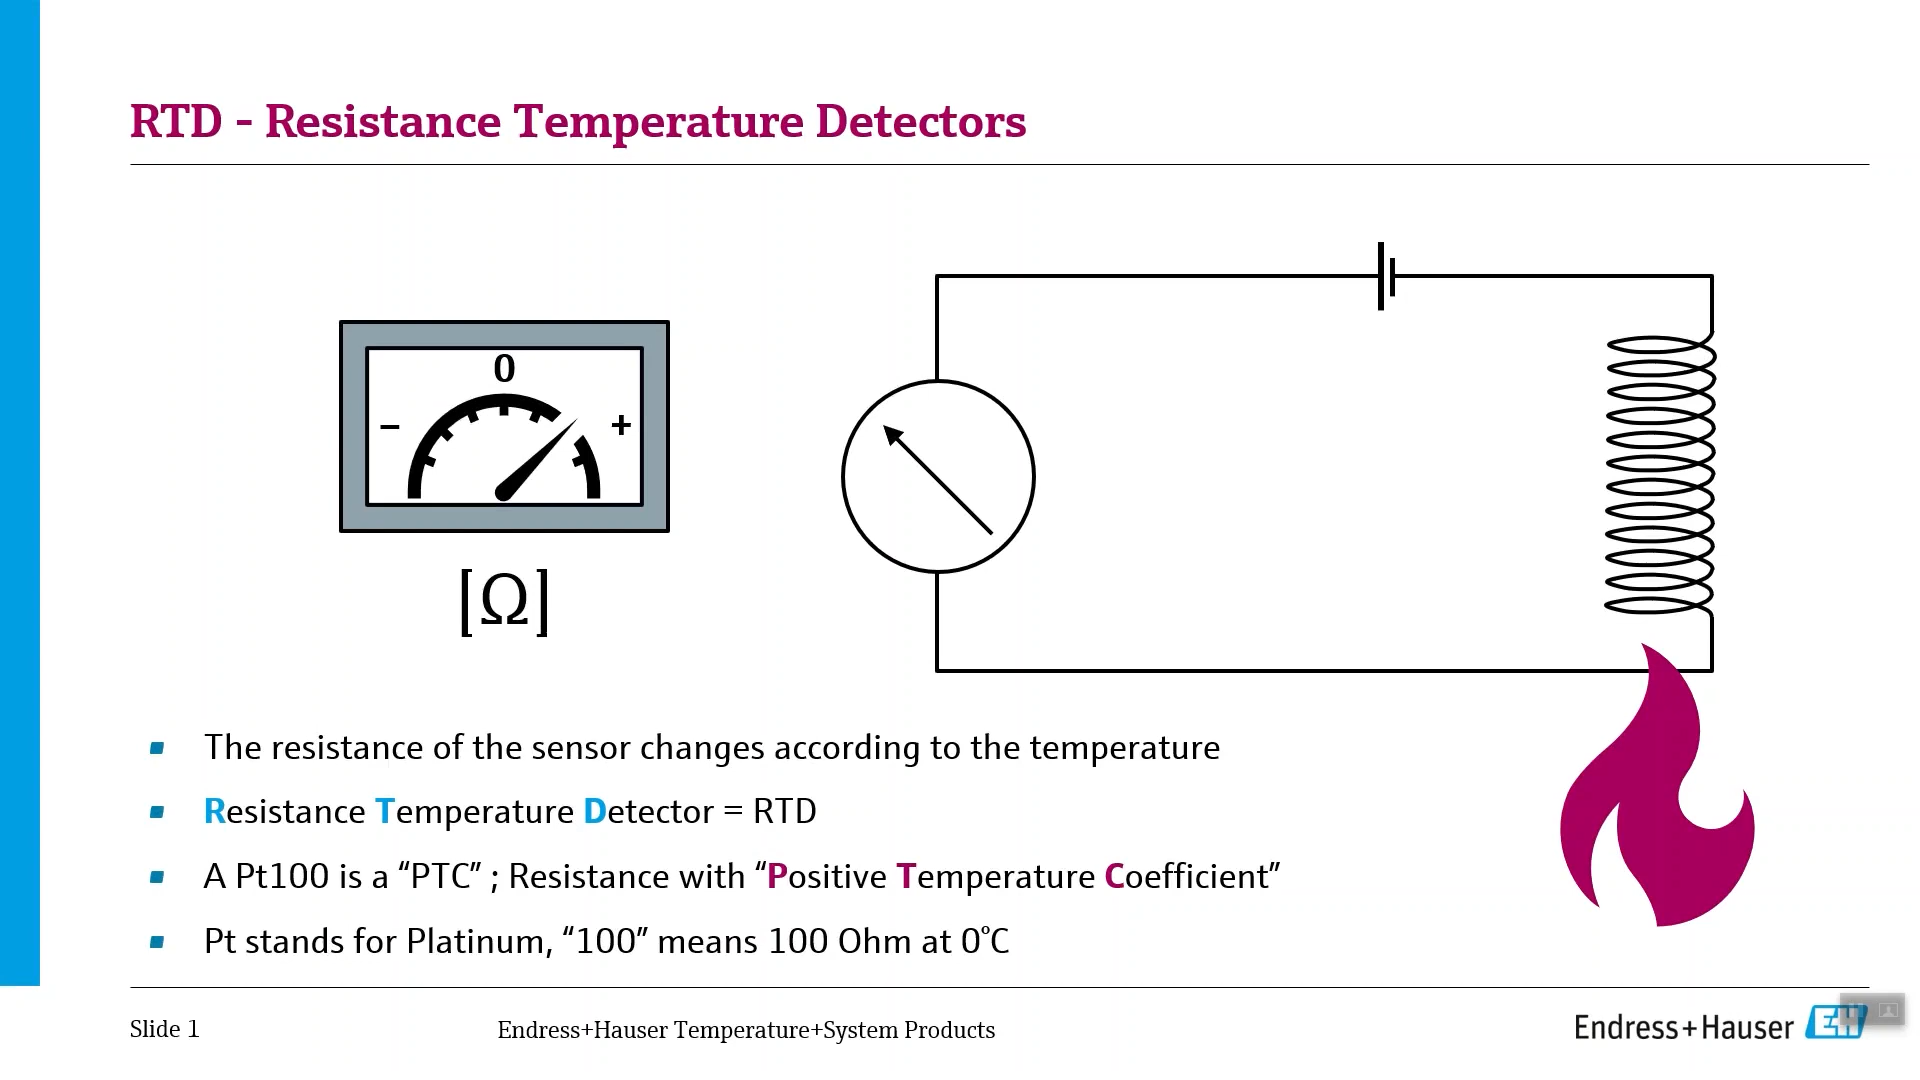 RTD - Resistance Temperature Detectors
0
– +
[Ω]
The resistance of the sensor changes according to the temperature
Resistance Temperature Detector = RTD
A Pt100 is a “PTC” ; Resistance with “Positive Temperature Coefficient”
Pt stands for Platinum, “100” means 100 Ohm at 0°C
Slide 1 Endress+Hauser Temperature+System Products Endress+Hauser EH